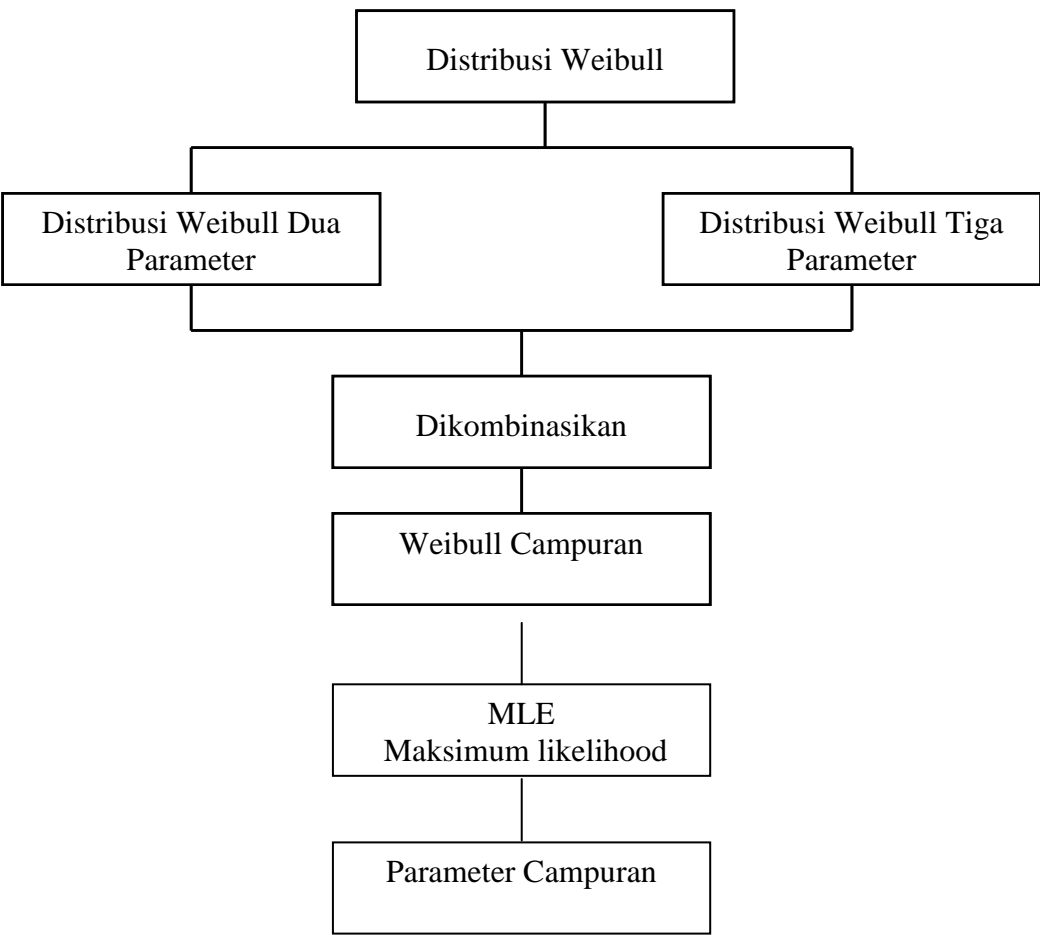 Distribusi Weibull
Distribusi Weibull Dua
Parameter
Distribusi Weibull Tiga
Parameter
Dikombinasikan
Weibull Campuran
MLE
Maksimum likelihood
Parameter Campuran